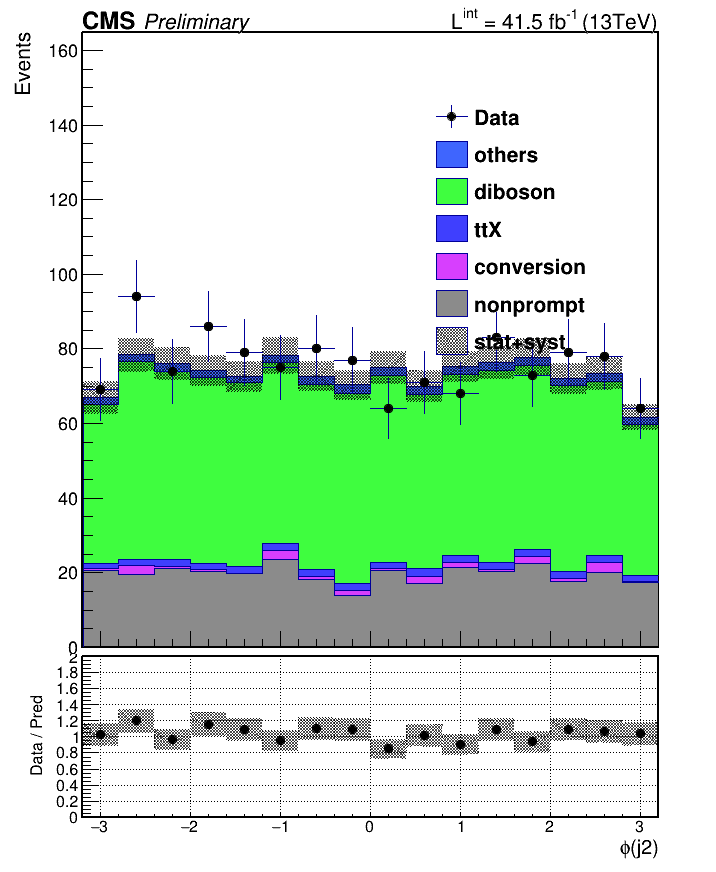 CMS Preliminary L^int = 41.5 fb^-1 (13TeV)
Events
160
140
120
100
80
60
40
20
0
Data
others
diboson
ttX
conversion
nonprompt
stat+syst
Data / Pred
2
1.8
1.6
1.4
1.2
1
0.8
0.6
0.4
0.2
0
−3 −2 −1 0 1 2 3
ϕ(j2)